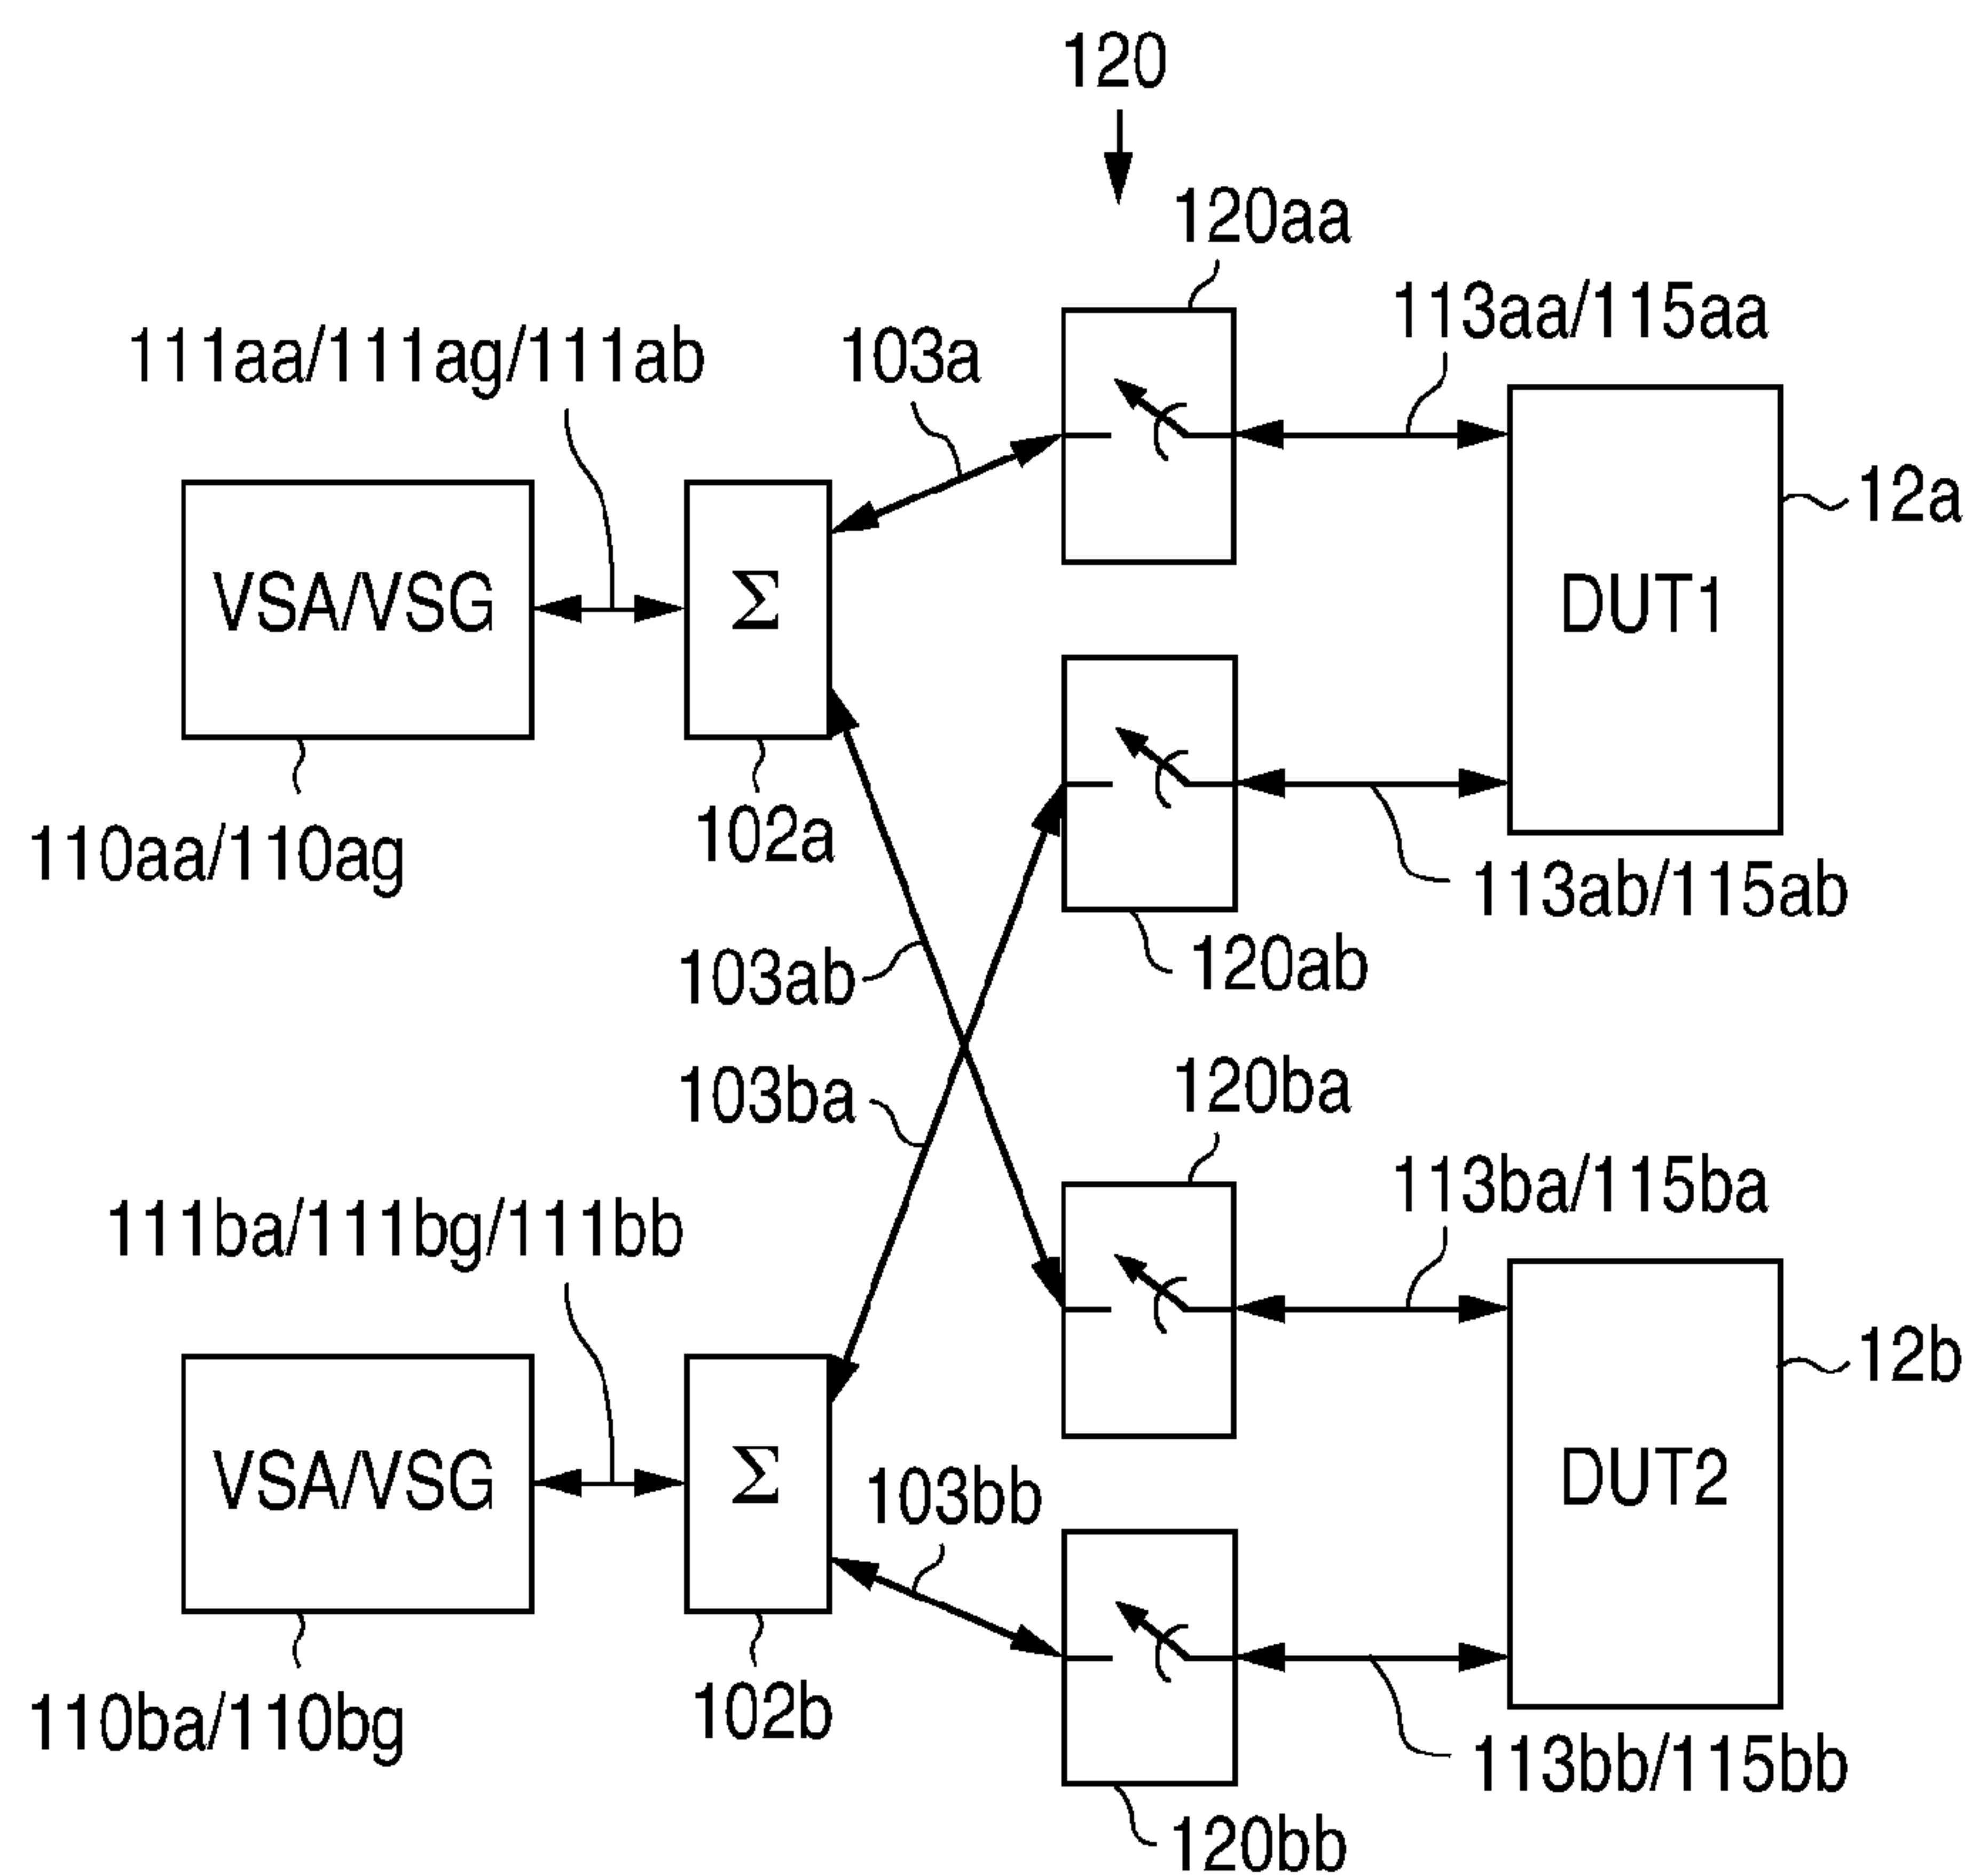 120
120aa
113aa/115aa
111aa/111ag/111ab
103a
12a
VSA/VSG
Σ
DUT1
102a
110aa/110ag
113ab/115ab
120ab
103ab
103ba
120ba
113ba/115ba
111ba/111bg/111bb
12b
VSA/VSG
Σ
DUT2
103bb
102b
110ba/110bg
113bb/115bb
120bb